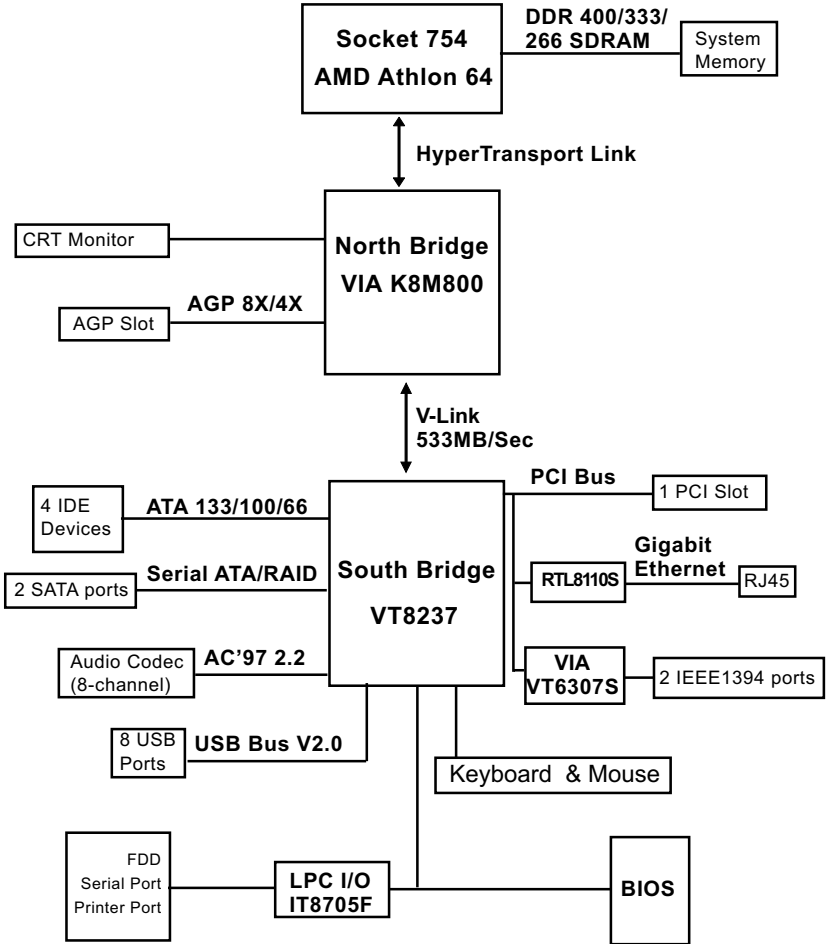 Socket 754
AMD Athlon 64
DDR 400/333/
266 SDRAM
System
Memory
HyperTransport Link
CRT Monitor
North Bridge
VIA K8M800
AGP 8X/4X
AGP Slot
V-Link
533MB/Sec
PCI Bus
1 PCI Slot
4 IDE
Devices
ATA 133/100/66
Gigabit
Ethernet
South Bridge
VT8237
RTL8110S
RJ45
Serial ATA/RAID
2 SATA ports
Audio Codec
(8-channel)
AC’97 2.2
VIA
VT6307S
2 IEEE1394 ports
8 USB
Ports
USB Bus V2.0
Keyboard & Mouse
FDD
Serial Port
Printer Port
LPC I/O
IT8705F
BIOS